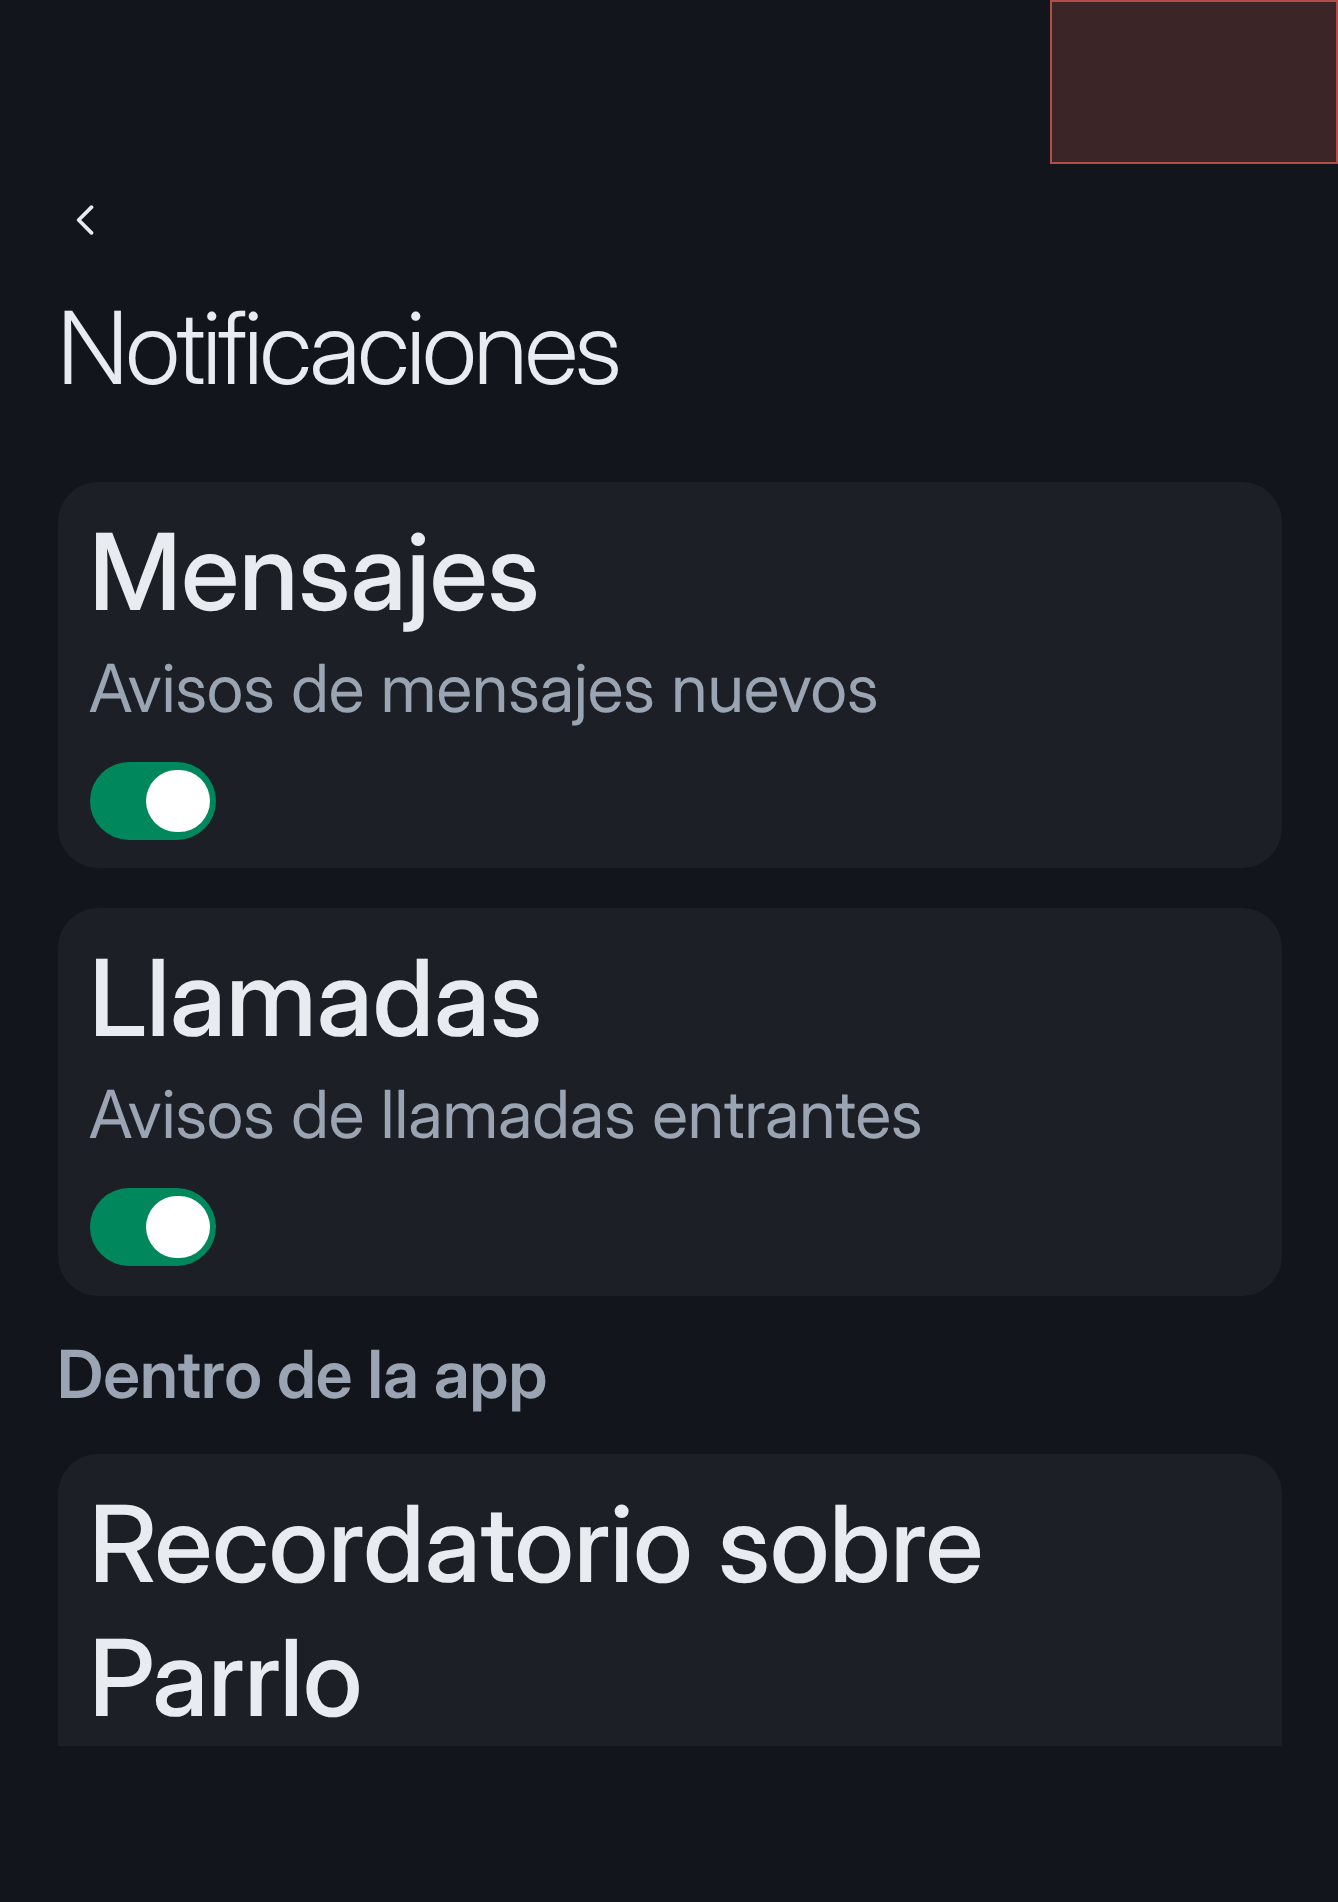 Notificaciones
Mensajes
Avisos de mensajes nuevos
Llamadas
Avisos de llamadas entrantes
Dentro de la app
Recordatorio sobre
Parrlo